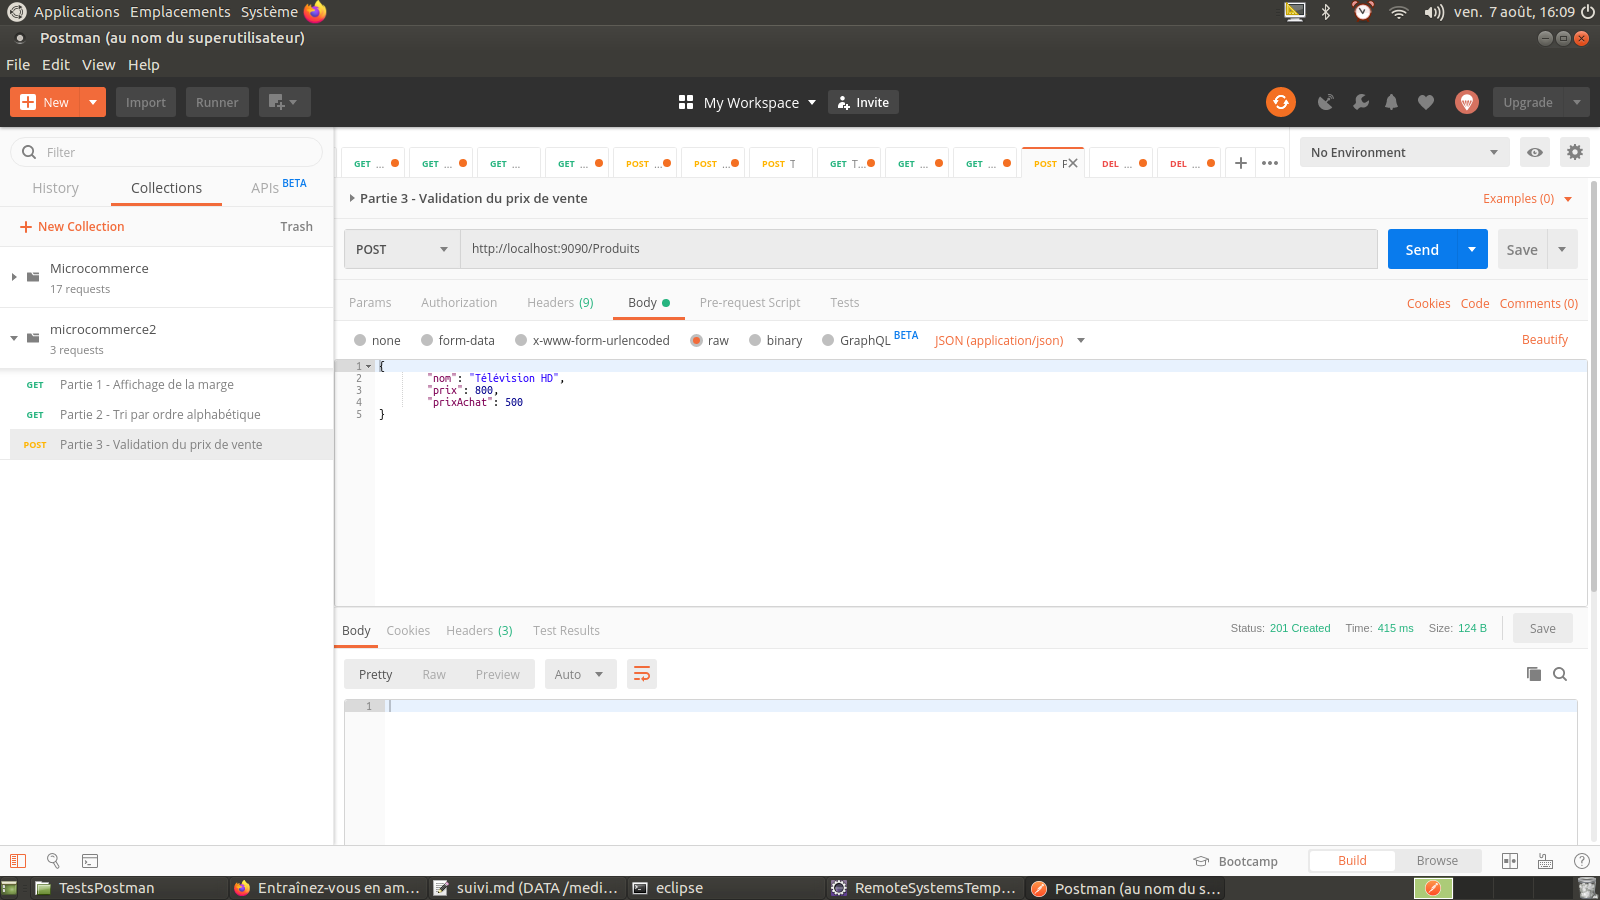 Applications Emplacements Système ven. 7 août, 16:09
Postman (au nom du superutilisateur)
File Edit View Help
New Import Runner My Workspace Invite Upgrade
Filter
History Collections APIs BETA
New Collection Trash
Microcommerce
17 requests
microcommerce2
3 requests
GET Partie 1 - Affichage de la marge
GET Partie 2 - Tri par ordre alphabétique
POST Partie 3 - Validation du prix de vente
GET ... GET ... GET ... GET ... POST ... POST ... POST T GET T... GET ... GET ... POST P DEL ... DEL ... No Environment
Partie 3 - Validation du prix de vente Examples (0)
POST http://localhost:9090/Produits Send Save
Params Authorization Headers (9) Body Pre-request Script Tests Cookies Code Comments (0)
none form-data x-www-form-urlencoded raw binary GraphQL BETA JSON (application/json) Beautify
1 {
2 "nom": "Télévision HD",
3 "prix": 800,
4 "prixAchat": 500
5 }
Body Cookies Headers (3) Test Results Status: 201 Created Time: 415 ms Size: 124 B Save
Pretty Raw Preview Auto
1
Bootcamp Build Browse
TestsPostman Entraînez-vous en am... suivi.md (DATA /medi... eclipse RemoteSystemsTemp... Postman (au nom du s...